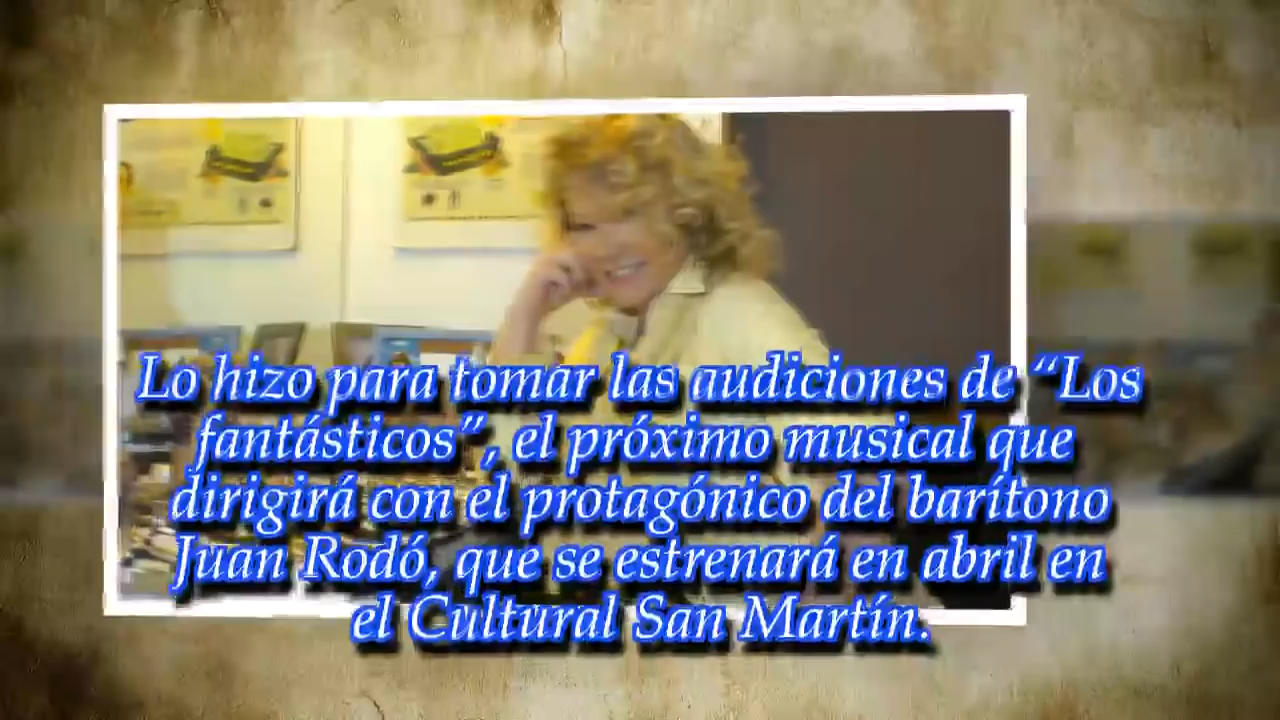 Lo hizo para tomar las audiciones de “Los
fantásticos”, el próximo musical que
dirigirá con el protagónico del barítono
Juan Rodó, que se estrenará en abril en
el Cultural San Martín.